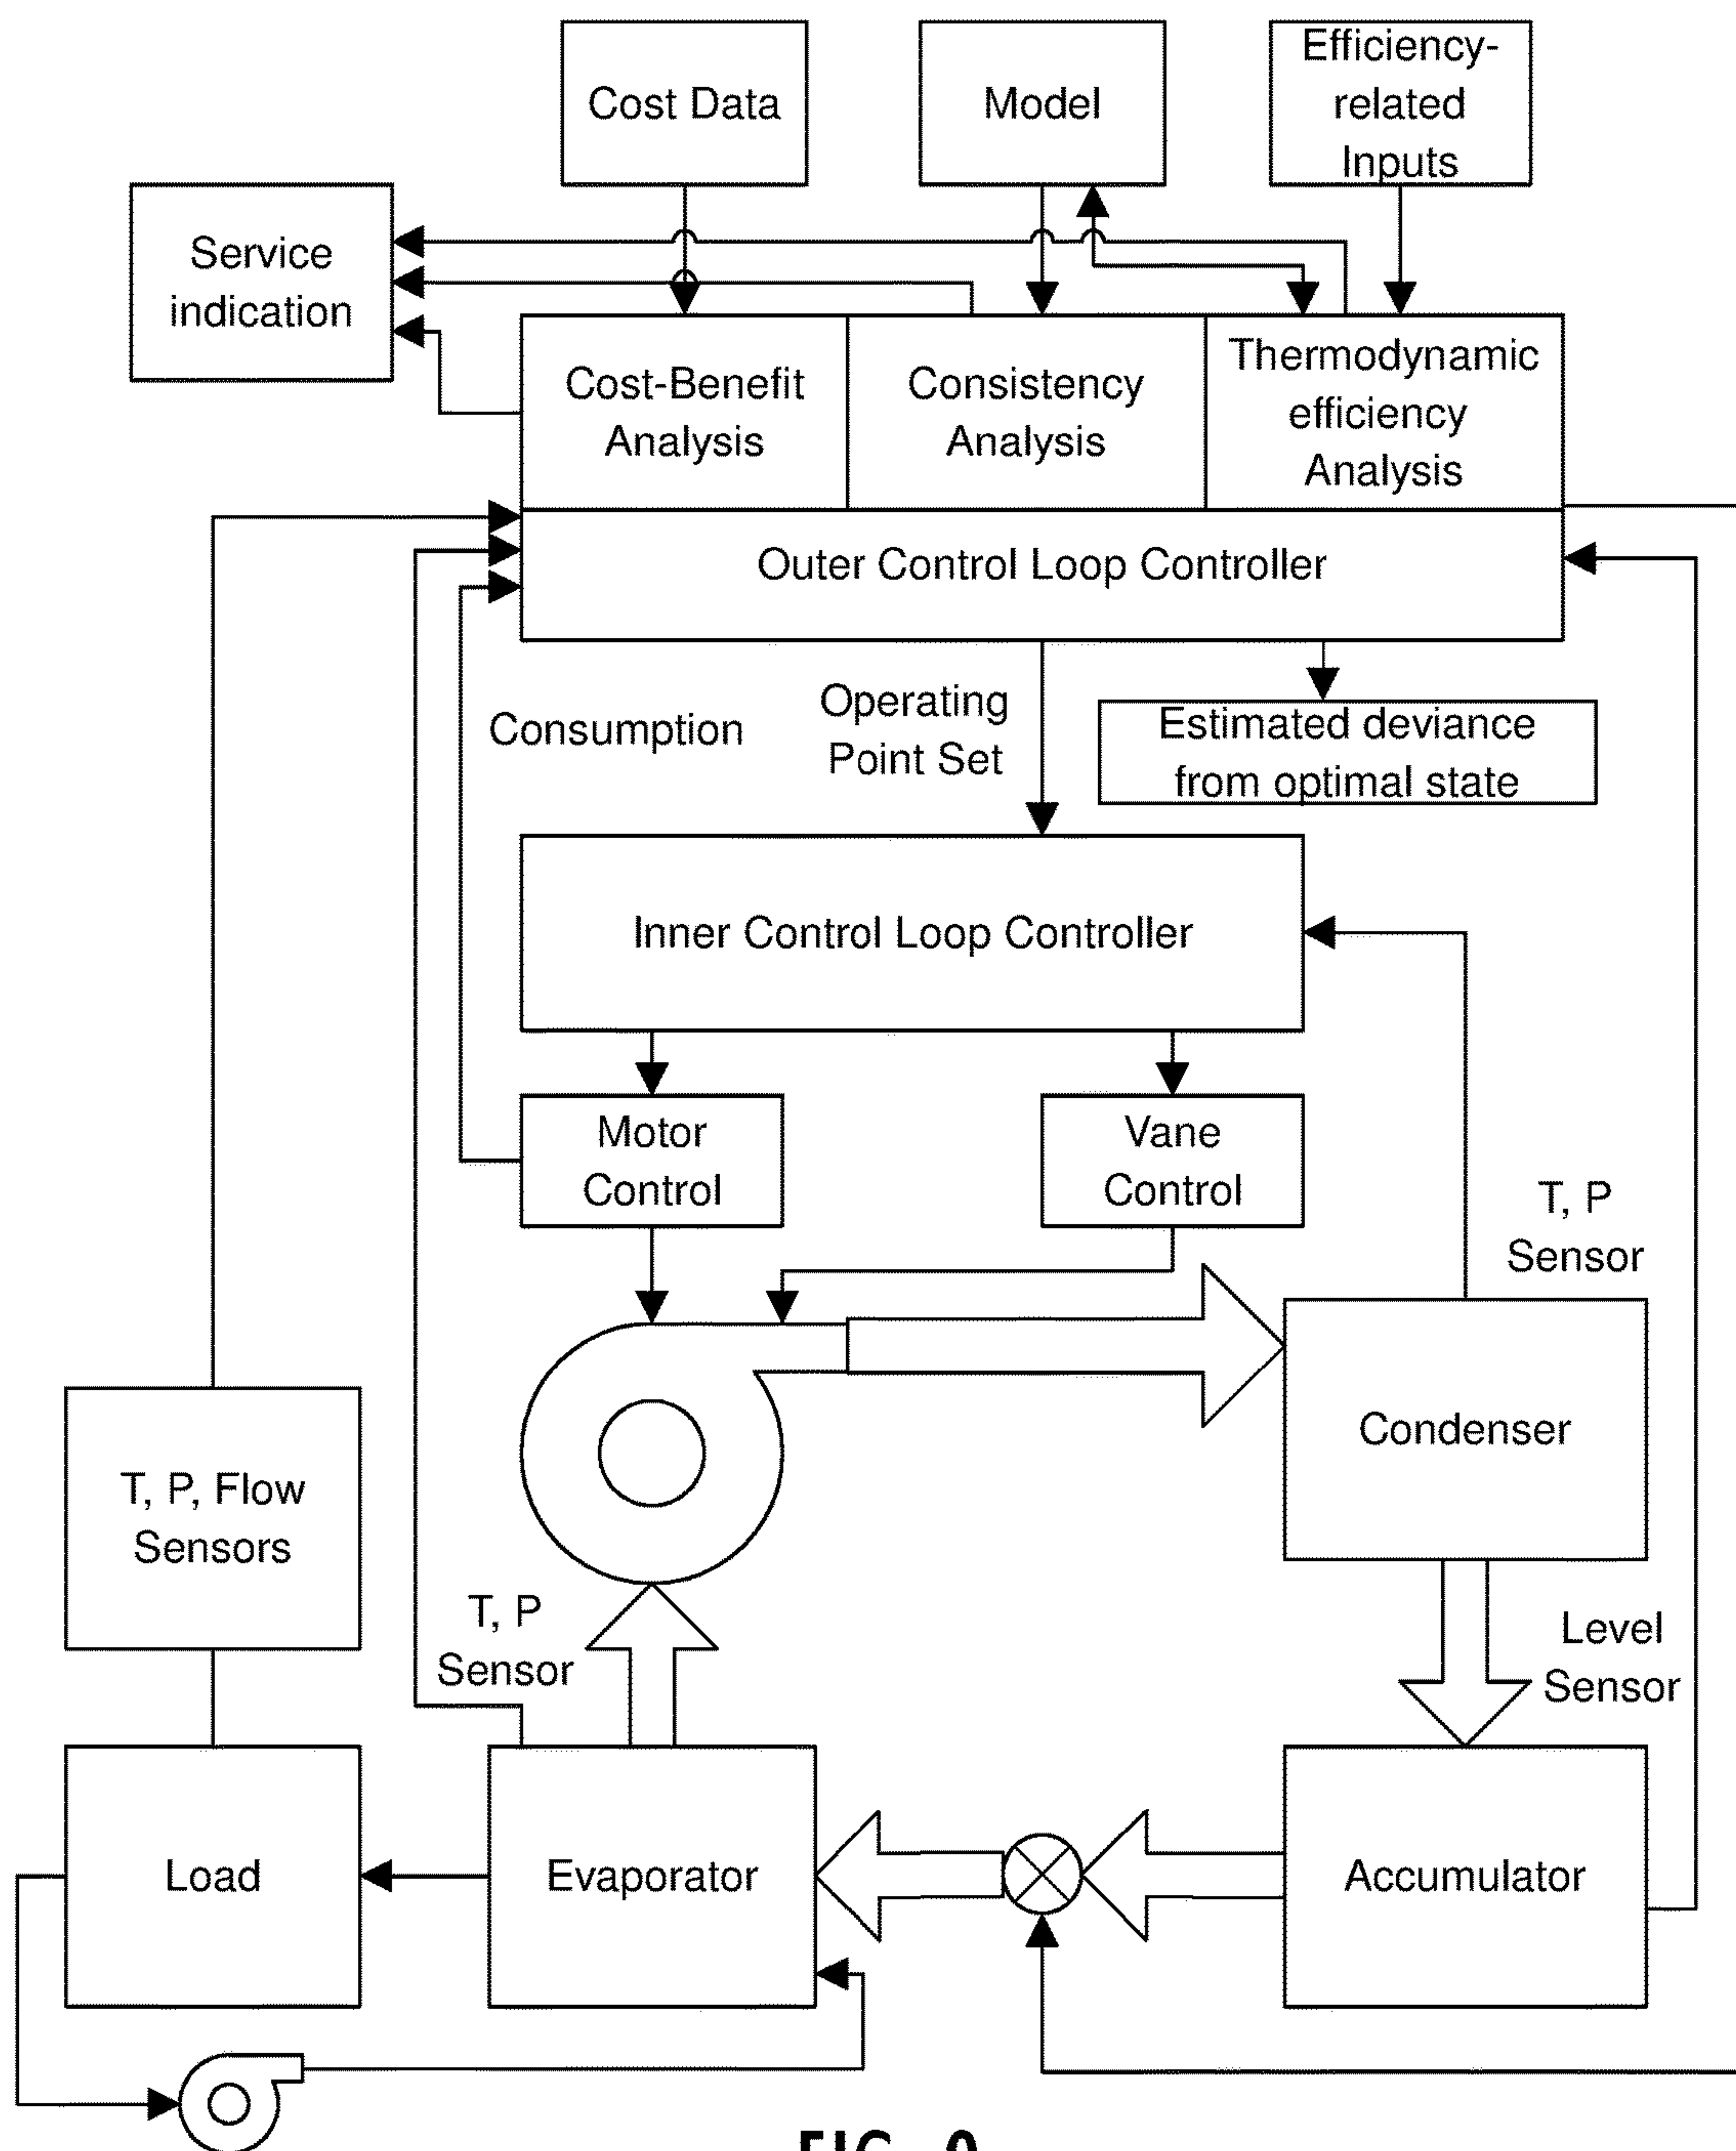 Cost Data
Model
Efficiency-
related
Inputs
Service
indication
Cost-Benefit
Analysis
Consistency
Analysis
Thermodynamic
efficiency
Analysis
Outer Control Loop Controller
Consumption
Operating
Point Set
Estimated deviance
from optimal state
Inner Control Loop Controller
Motor
Control
Vane
Control
T, P
Sensor
Condenser
T, P, Flow
Sensors
T, P
Sensor
Level
Sensor
Load
Evaporator
Accumulator